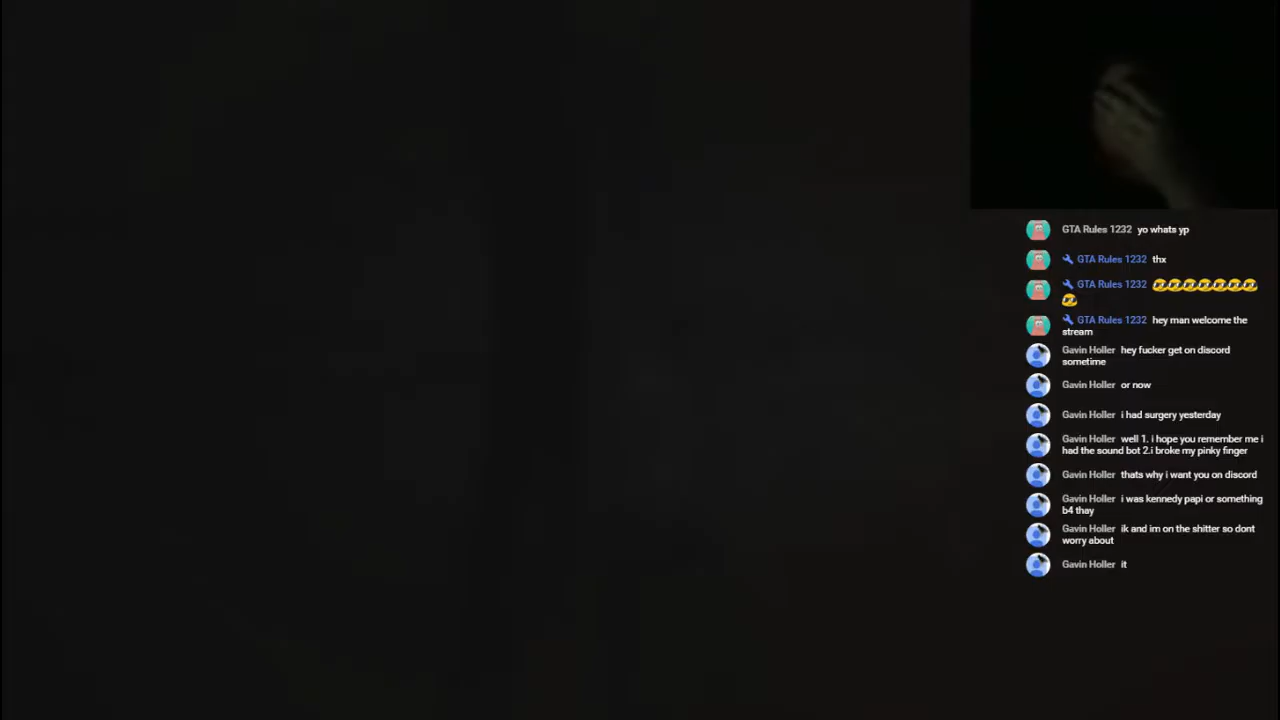 GTA Rules 1232 yo whats yp
GTA Rules 1232 thx
GTA Rules 1232
GTA Rules 1232 hey man welcome the
stream
Gavin Holler hey fucker get on discord
sometime
Gavin Holler or now
Gavin Holler i had surgery yesterday
Gavin Holler well 1. i hope you remember me i
had the sound bot 2.i broke my pinky finger
Gavin Holler thats why i want you on discord
Gavin Holler i was kennedy papi or something
b4 thay
Gavin Holler ik and im on the shitter so dont
worry about
Gavin Holler it